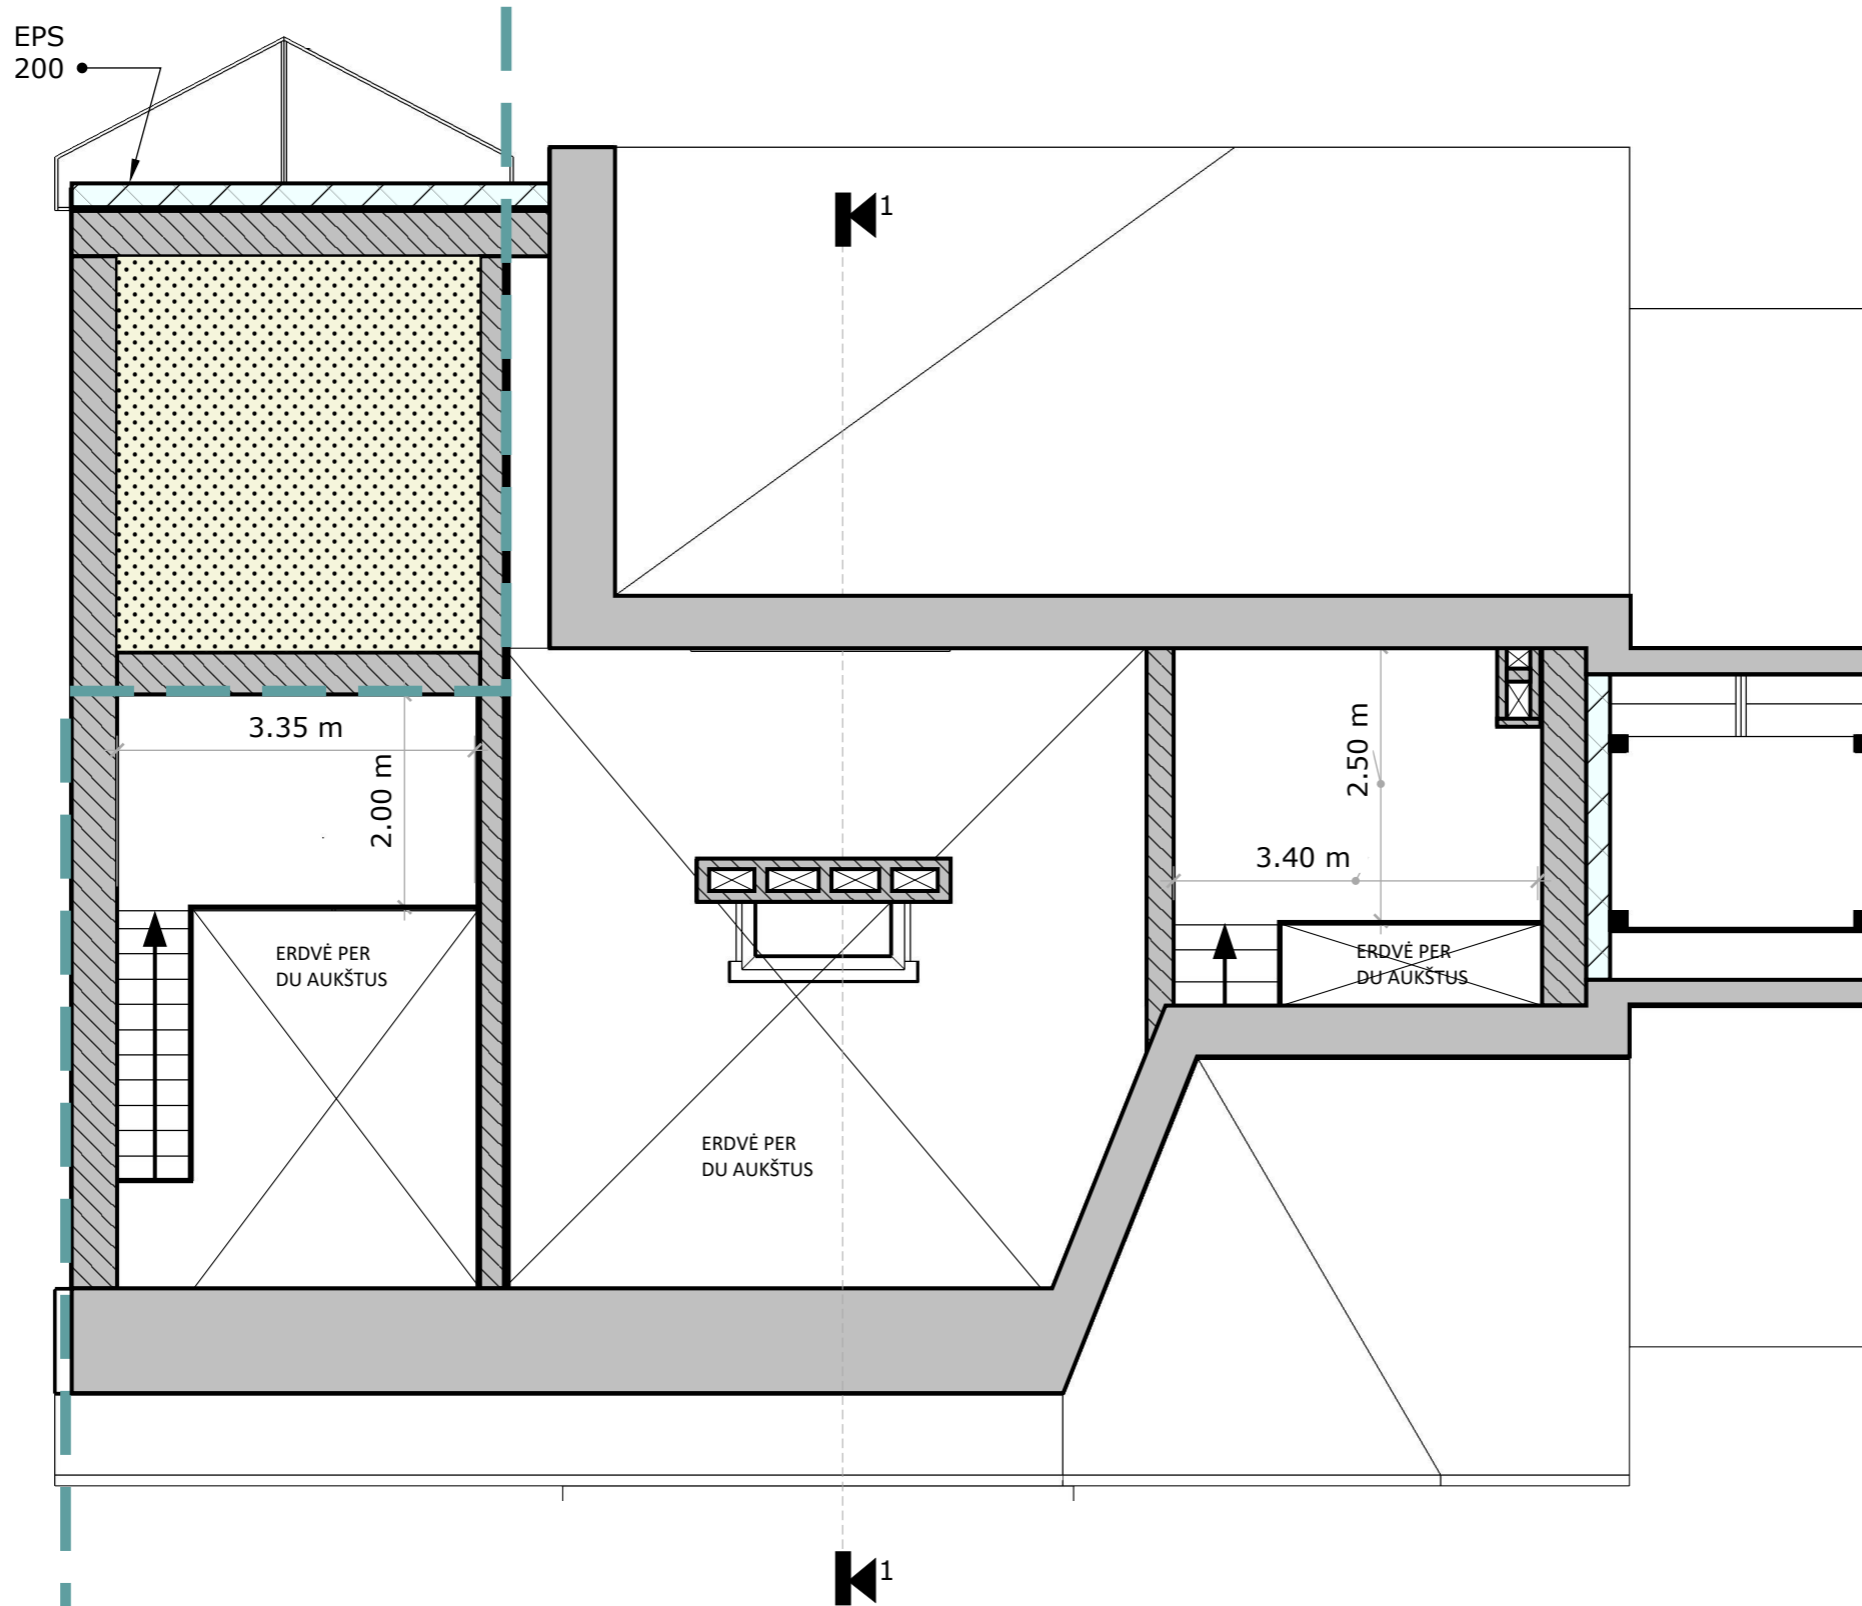 EPS
200
1
3.35 m
2.00 m
2.50 m
3.40 m
ERDVĖ PER
DU AUKŠTUS
ERDVĖ PER
DU AUKŠTUS
ERDVĖ PER
DU AUKŠTUS
1